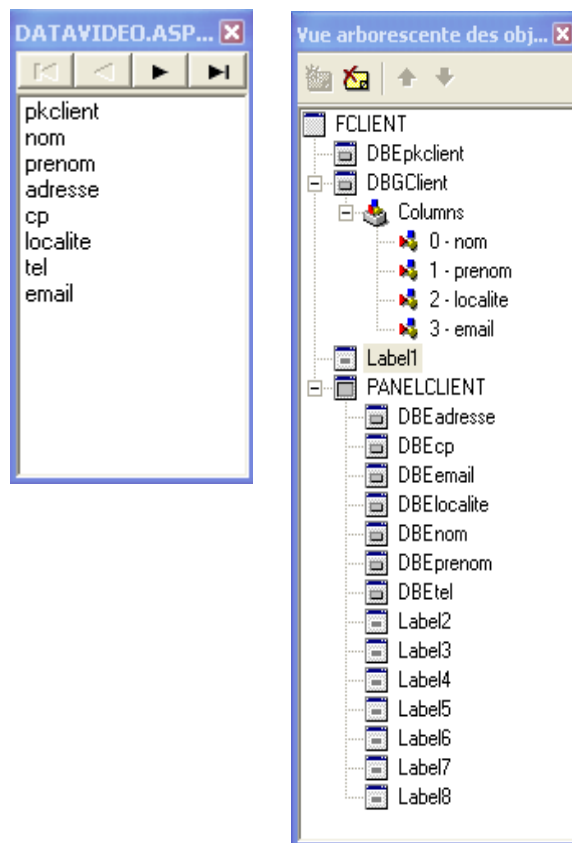 DATAVIDEO.ASP...
pkclient
nom
prenom
adresse
cp
localite
tel
email
Vue arborescente des obj...
FCLIENT
DBEpkclient
DBGClient
Columns
0 - nom
1 - prenom
2 - localite
3 - email
Label1
PANELCLIENT
DBEadresse
DBEcp
DBEemail
DBElocalite
DBEnom
DBEprenom
DBEtel
Label2
Label3
Label4
Label5
Label6
Label7
Label8